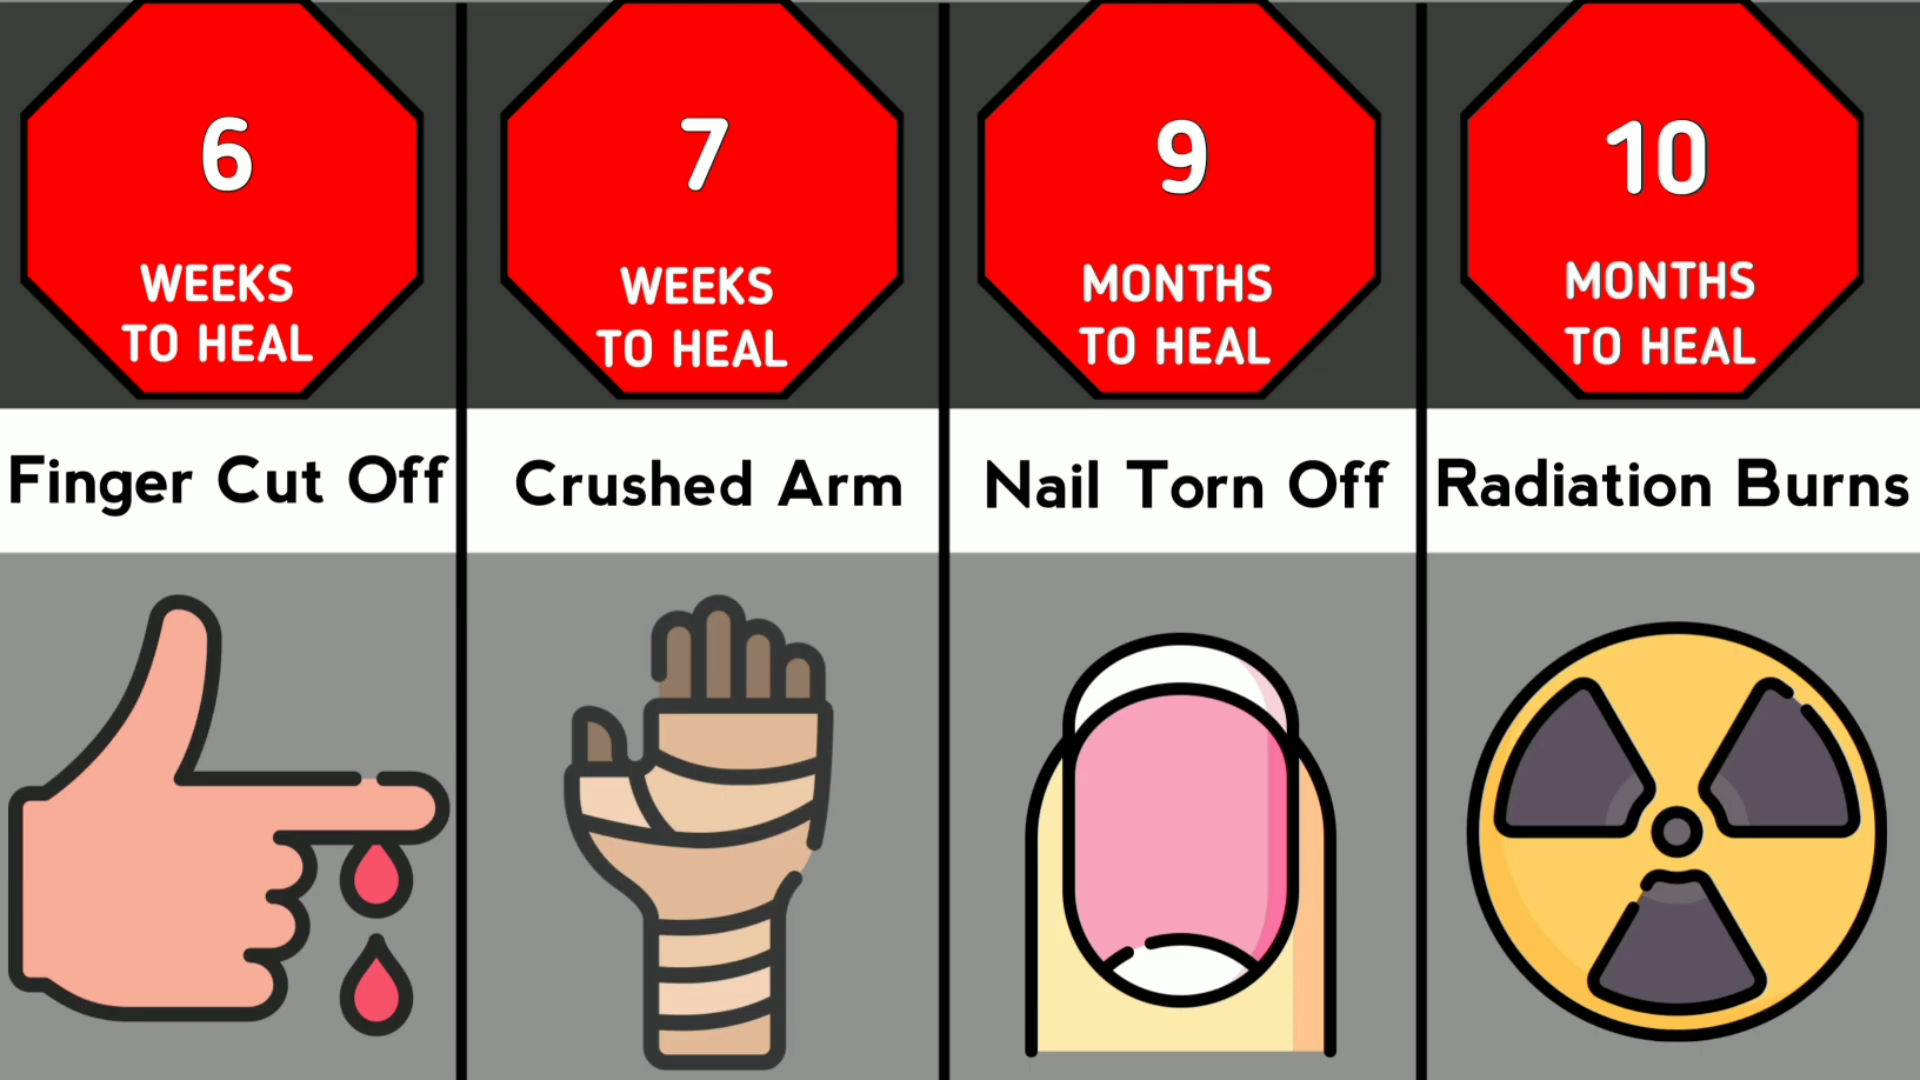 6
WEEKS
TO HEAL
Finger Cut Off
7
WEEKS
TO HEAL
Crushed Arm
9
MONTHS
TO HEAL
Nail Torn Off
10
MONTHS
TO HEAL
Radiation Burns